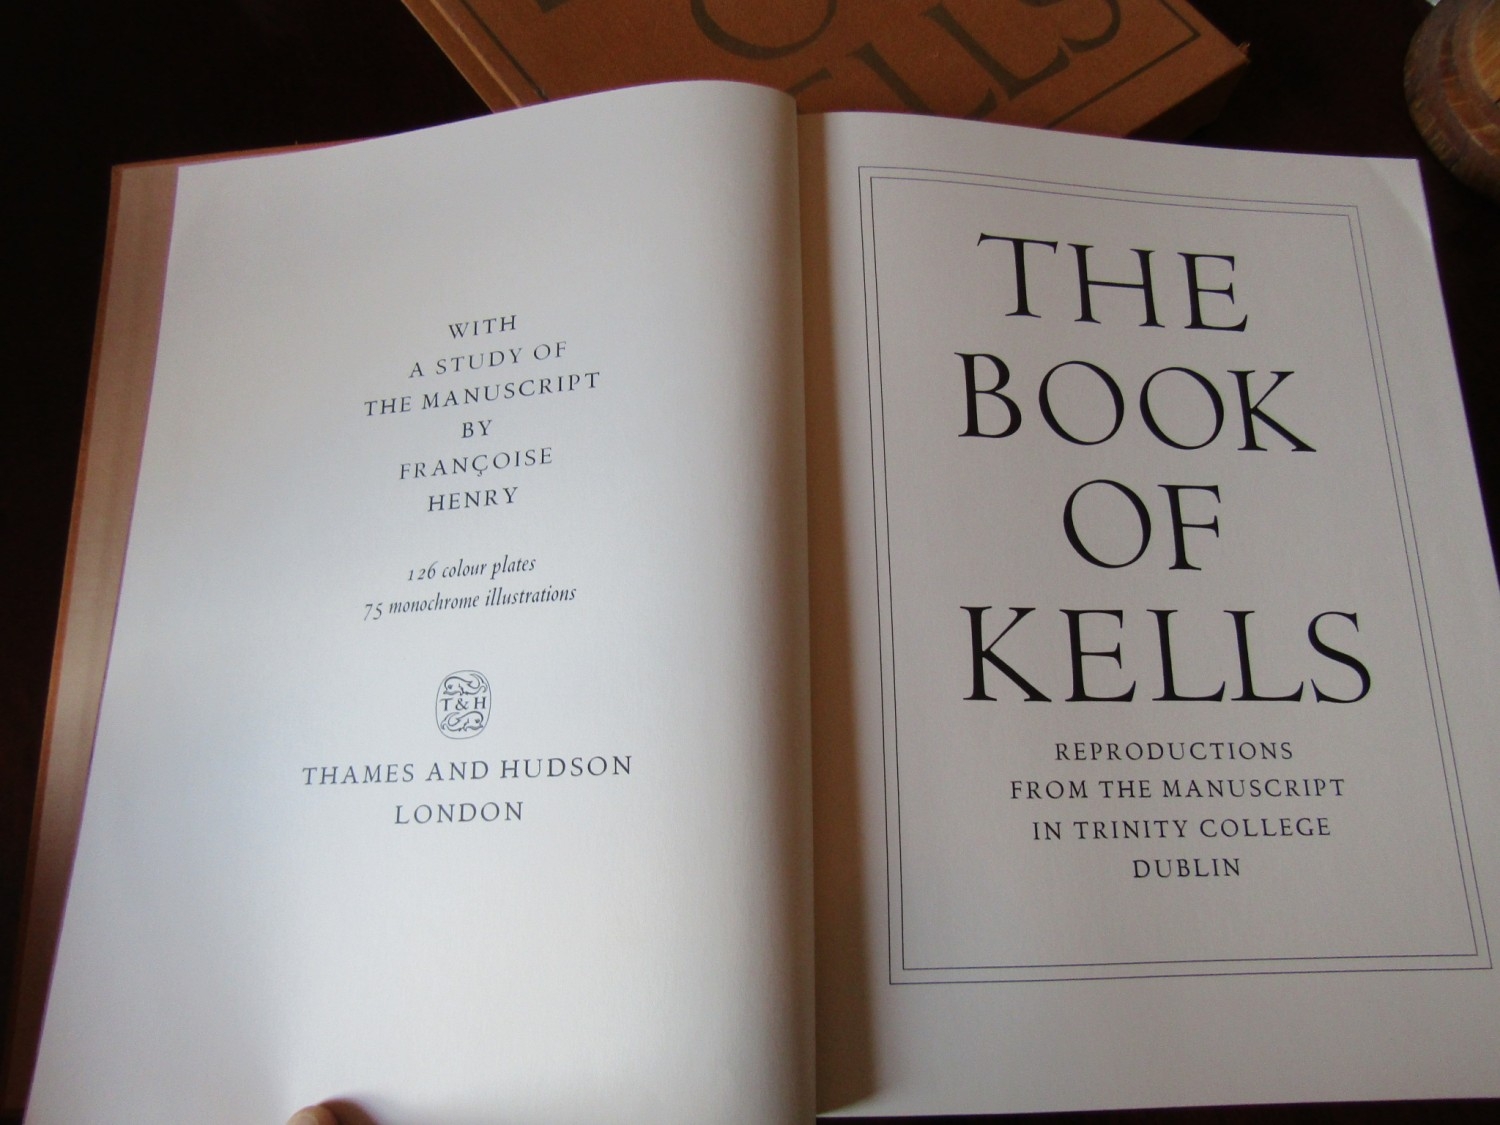 WITH
A STUDY OF
THE MANUSCRIPT
BY
FRANÇOISE
HENRY
126 colour plates
75 monochrome illustrations
T & H
THAMES AND HUDSON
LONDON
THE
BOOK
OF
KELLS
REPRODUCTIONS
FROM THE MANUSCRIPT
IN TRINITY COLLEGE
DUBLIN